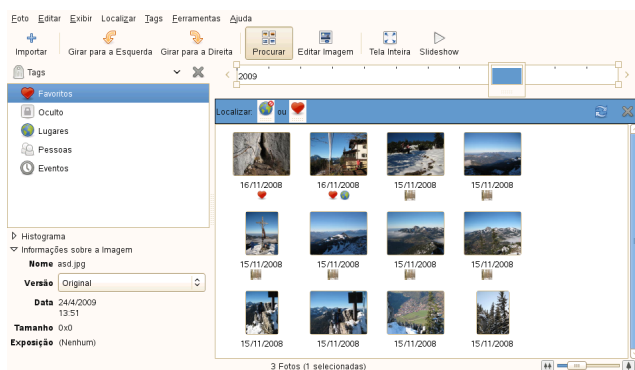 Foto Editar Exibir Localizar Tags Ferramentas Ajuda
Importar Girar para a Esquerda Girar para a Direita Procurar Editar Imagem Tela Inteira Slideshow
Tags
2009
Favoritos
Oculto
Lugares
Pessoas
Eventos
Localizar: ou
16/11/2008 16/11/2008 15/11/2008 15/11/2008
15/11/2008 15/11/2008 15/11/2008 15/11/2008
15/11/2008 15/11/2008 15/11/2008 15/11/2008
Histograma
Informações sobre a Imagem
Nome asd.jpg
Versão Original
Data 24/4/2009
13:51
Tamanho 0x0
Exposição (Nenhum)
3 Fotos (1 selecionadas)